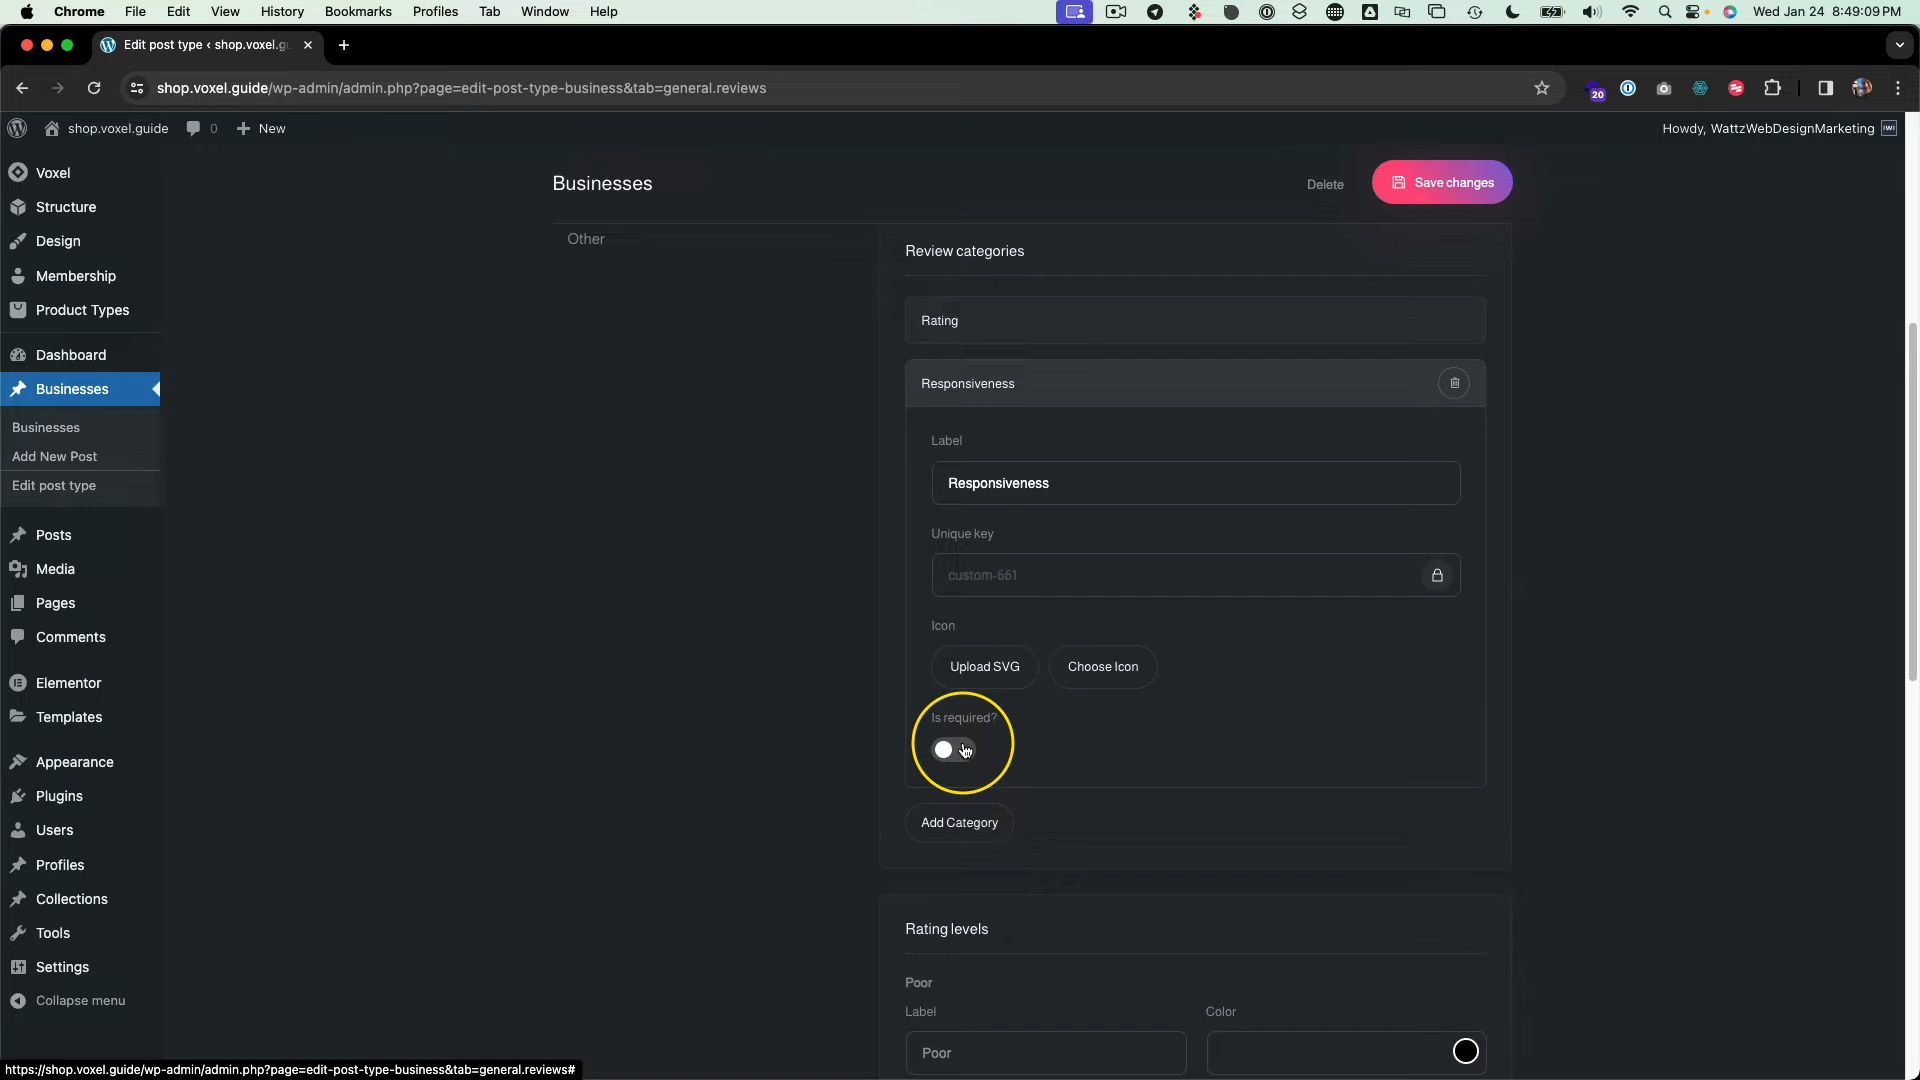 Chrome File Edit View History Bookmarks Profiles Tab Window Help
Wed Jan 24 8:49:09 PM
Edit post type ‹ shop.voxel.g
shop.voxel.guide/wp-admin/admin.php?page=edit-post-type-business&tab=general.reviews
20
shop.voxel.guide 0 New
Howdy, WattzWebDesignMarketing
Voxel
Structure
Design
Membership
Product Types
Dashboard
Businesses
Businesses
Add New Post
Edit post type
Posts
Media
Pages
Comments
Elementor
Templates
Appearance
Plugins
Users
Profiles
Collections
Tools
Settings
Collapse menu
Businesses
Delete
Save changes
Other
Review categories
Rating
Responsiveness
Label
Responsiveness
Unique key
custom-661
Icon
Upload SVG
Choose Icon
Is required?
Add Category
Rating levels
Poor
Label
Color
Poor
https://shop.voxel.guide/wp-admin/admin.php?page=edit-post-type-business&tab=general.reviews#